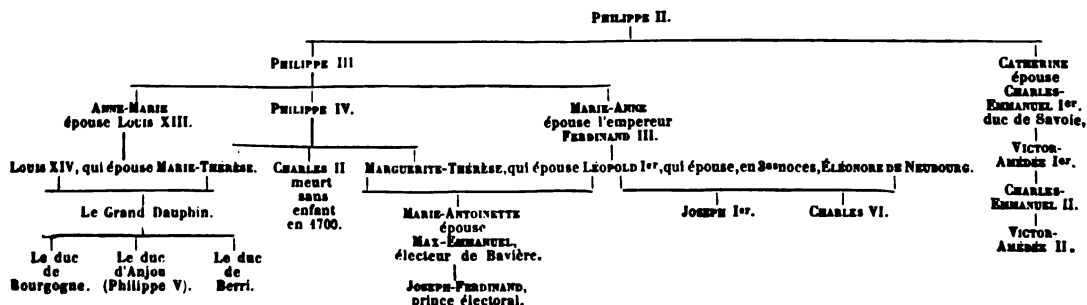 PHILIPPE II.
PHILIPPE III
CATHERINE
épouse
CHARLES-
EMMANUEL Ier.
duc de Savoie,
ANNE-MARIE
épouse LOUIS XIII.
PHILIPPE IV.
MARIE-ANNE
épouse l'empereur
FERDINAND III.
VICTOR-
AMÉDÉE Ier.
LOUIS XIV, qui épouse MARIE-THÉRÈSE.
CHARLES II
meurt
sans
enfant
en 1700.
MARGUERITE-THÉRÈSE, qui épouse LÉOPOLD Ier, qui épouse, en 3es noces, ÉLÉONORE DE NEUBOURG.
CHARLES-
EMMANUEL II.
Le Grand Dauphin.
MARIE-ANTOINETTE
épouse
MAX-EMMANUEL,
électeur de Bavière.
JOSEPH Ier.
CHARLES VI.
VICTOR-
AMÉDÉE II.
Le duc
de
Bourgogne.
Le duc
d'Anjou
(Philippe V).
Le duc
de
Berri.
JOSEPH-FERDINAND,
prince électoral.